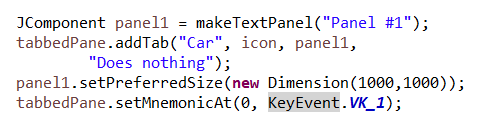 JComponent panel1 = makeTextPanel("Panel #1");
tabbedPane.addTab("Car", icon, panel1,
"Does nothing");
panel1.setPreferredSize(new Dimension(1000,1000));
tabbedPane.setMnemonicAt(0, KeyEvent.VK_1);